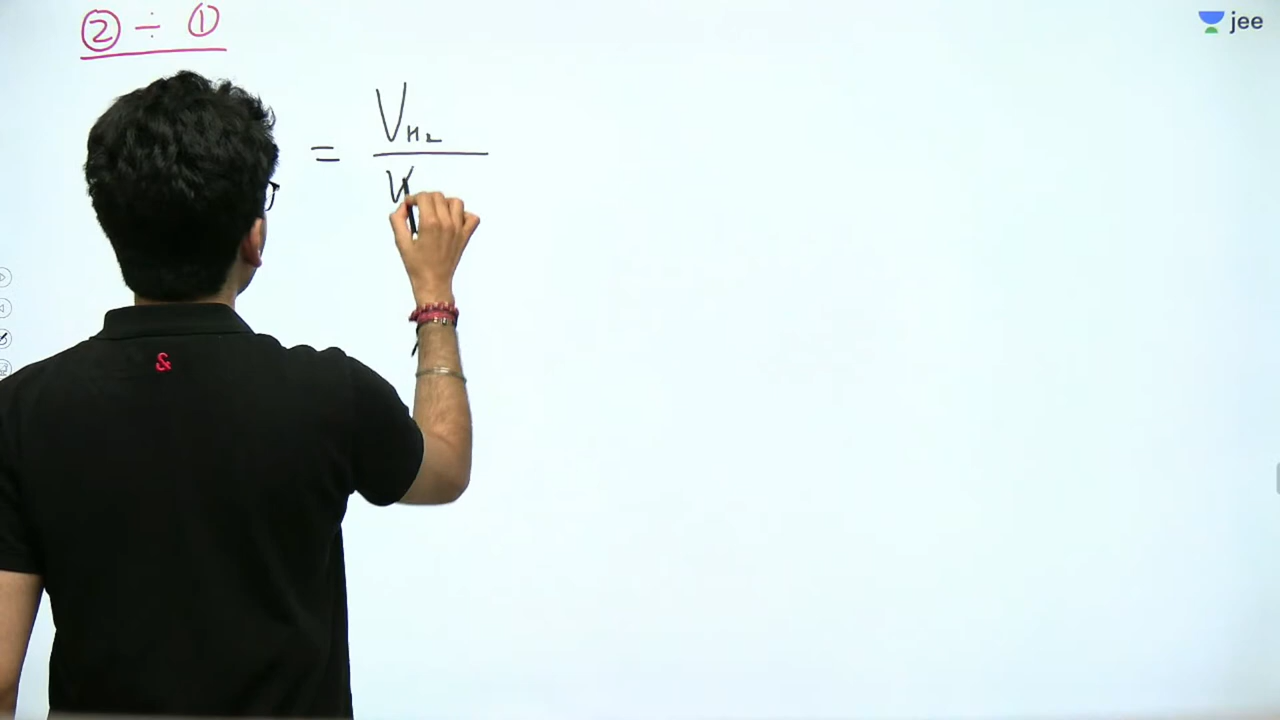 ② ÷ ①
jee
= V_H₂
V
&